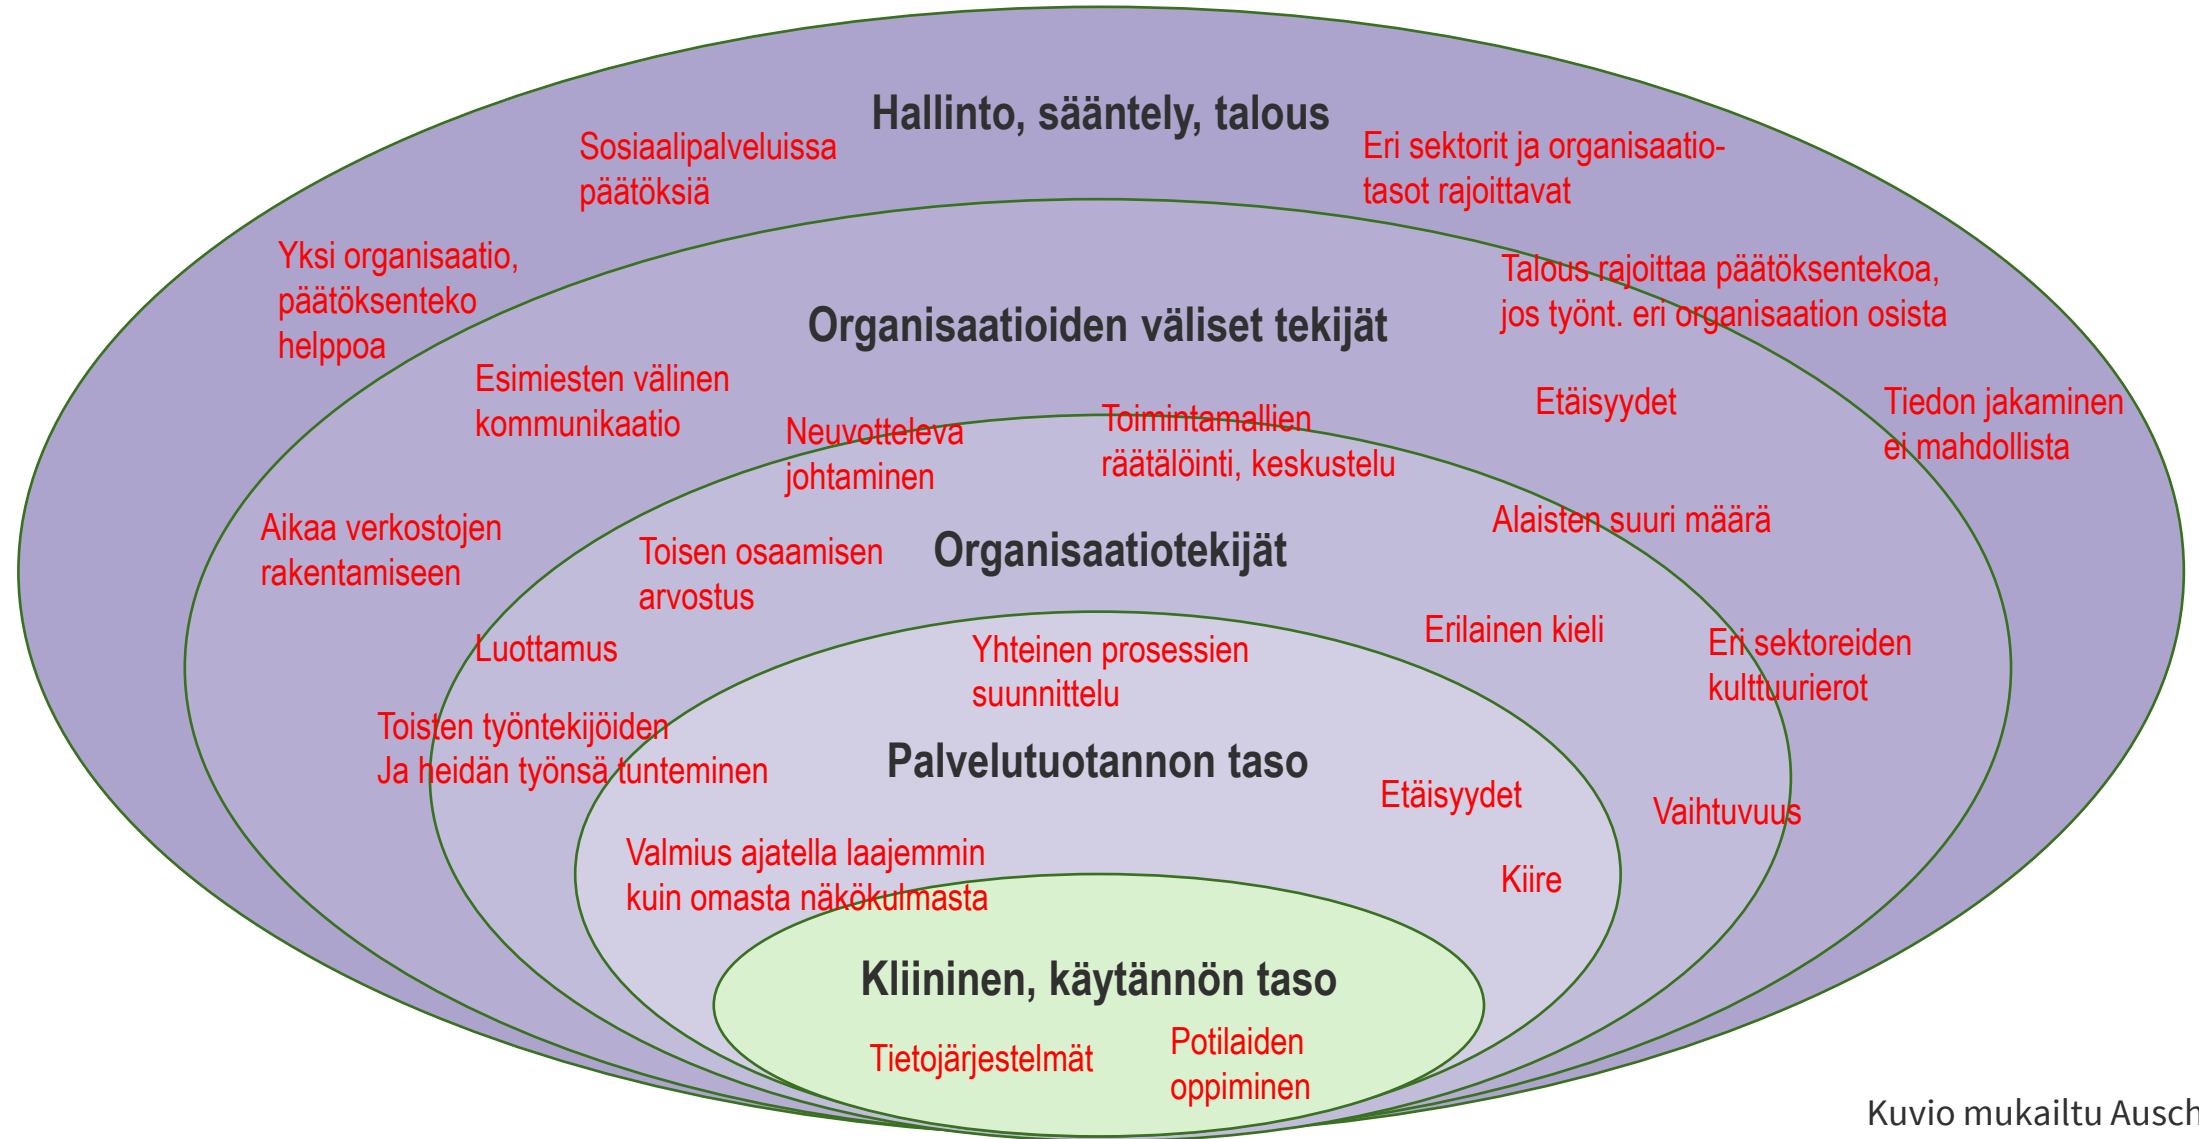 Hallinto, sääntely, talous
Sosiaalipalveluissa
päätöksiä
Eri sektorit ja organisaatio-
tasot rajoittavat
Yksi organisaatio,
päätöksenteko
helppoa
Talous rajoittaa päätöksentekoa,
jos työnt. eri organisaation osista
Organisaatioiden väliset tekijät
Esimiesten välinen
kommunikaatio
Etäisyydet
Tiedon jakaminen
ei mahdollista
Neuvotteleva
johtaminen
Toimintamallien
räätälöinti, keskustelu
Aikaa verkostojen
rakentamiseen
Alaisten suuri määrä
Toisen osaamisen
arvostus
Organisaatiotekijät
Luottamus
Yhteinen prosessien
suunnittelu
Erilainen kieli
Eri sektoreiden
kulttuurierot
Toisten työntekijöiden
Ja heidän työnsä tunteminen
Palvelutuotannon taso
Etäisyydet
Vaihtuvuus
Valmius ajatella laajemmin
kuin omasta näkökulmasta
Kiire
Kliininen, käytännön taso
Tietojärjestelmät
Potilaiden
oppiminen
Kuvio mukailtu Ausch